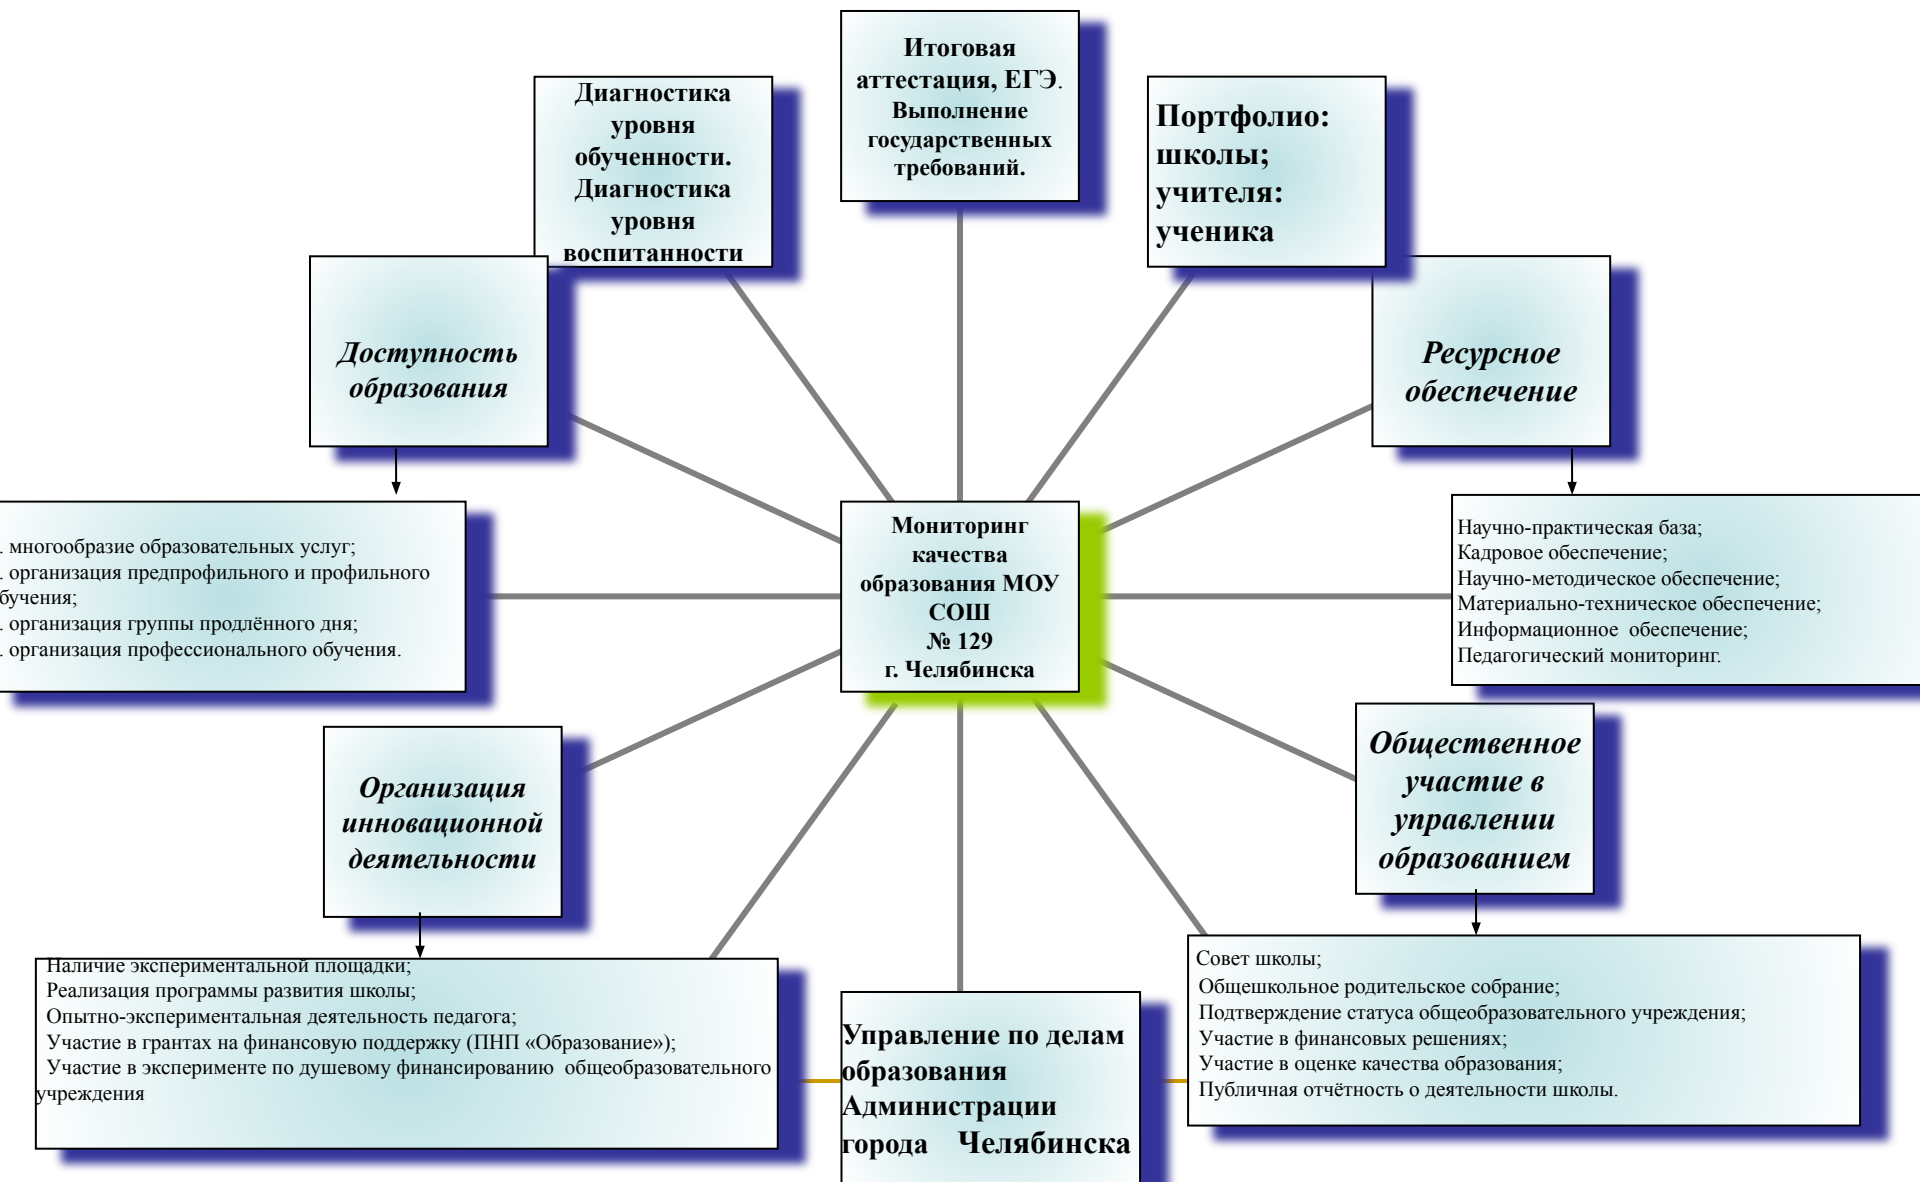 Итоговая
аттестация, ЕГЭ.
Выполнение
государственных
требований.
Диагностика
уровня
обученности.
Диагностика
уровня
воспитанности
Портфолио:
школы;
учителя:
ученика
Доступность
образования
Ресурсное
обеспечение
. многообразие образовательных услуг;
. организация предпрофильного и профильного
бучения;
. организация группы продлённого дня;
. организация профессионального обучения.
Мониторинг
качества
образования МОУ
СОШ
№ 129
г. Челябинска
Научно-практическая база;
Кадровое обеспечение;
Научно-методическое обеспечение;
Материально-техническое обеспечение;
Информационное обеспечение;
Педагогический мониторинг.
Организация
инновационной
деятельности
Общественное
участие в
управлении
образованием
Наличие экспериментальной площадки;
Реализация программы развития школы;
Опытно-экспериментальная деятельность педагога;
Участие в грантах на финансовую поддержку (ПНП «Образование»);
Участие в эксперименте по душевому финансированию общеобразовательного
учреждения
Управление по делам
образования
Администрации
города Челябинска
Совет школы;
Общешкольное родительское собрание;
Подтверждение статуса общеобразовательного учреждения;
Участие в финансовых решениях;
Участие в оценке качества образования;
Публичная отчётность о деятельности школы.